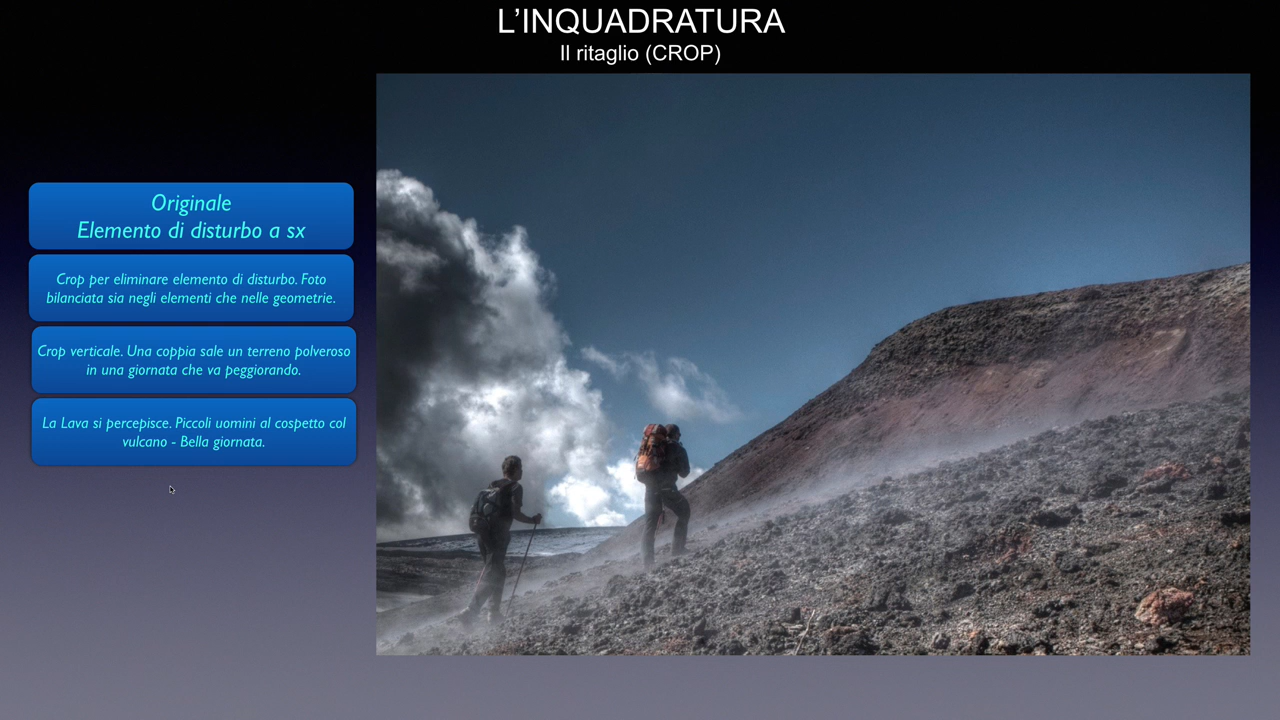 L’INQUADRATURA
Il ritaglio (CROP)
Originale
Elemento di disturbo a sx
Crop per eliminare elemento di disturbo. Foto
bilanciata sia negli elementi che nelle geometrie.
Crop verticale. Una coppia sale un terreno polveroso
in una giornata che va peggiorando.
La Lava si percepisce. Piccoli uomini al cospetto col
vulcano - Bella giornata.